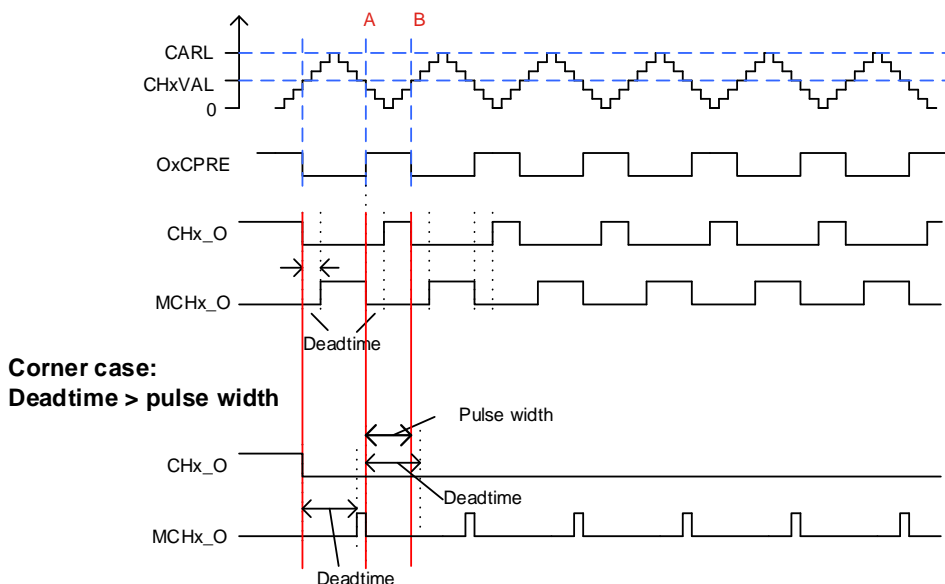 A B
CARL
CHxVAL
0
OxCPRE
CHx_O
MCHx_O
Deadtime
Corner case:
Deadtime > pulse width
Pulse width
CHx_O
Deadtime
MCHx_O
Deadtime